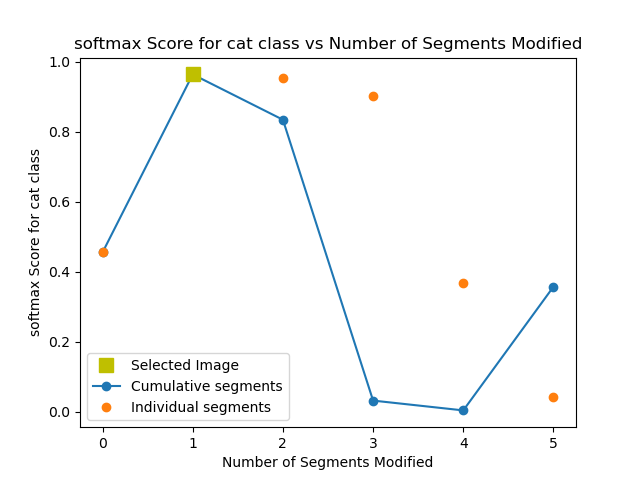 softmax Score for cat class vs Number of Segments Modified
softmax Score for cat class
1.0
0.8
0.6
0.4
0.2
0.0
Selected Image
Cumulative segments
Individual segments
0 1 2 3 4 5
Number of Segments Modified